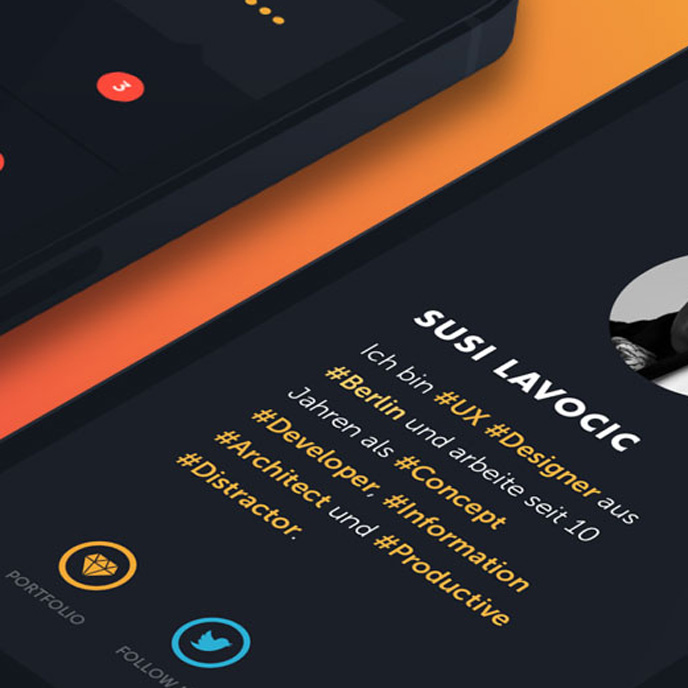 3
SUSI LAVOCIC
Ich bin #UX #Designer aus
#Berlin und arbeite seit 10
Jahren als #Concept
#Developer, #Information
#Architect und #Productive
#Distractor.
PORTFOLIO
FOLLOW